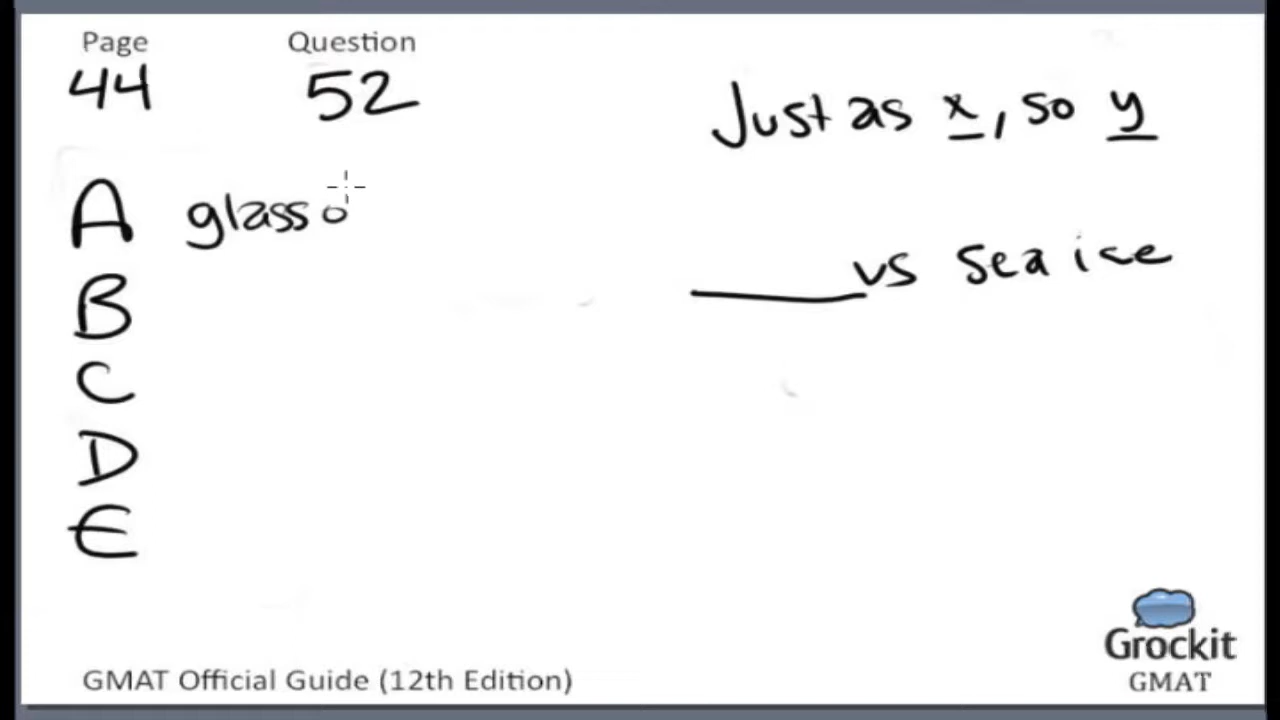 Page Question
44 52
Just as x, so y
A glass o
vs sea ice
B
C
D
E
Grockit
GMAT
GMAT Official Guide (12th Edition)